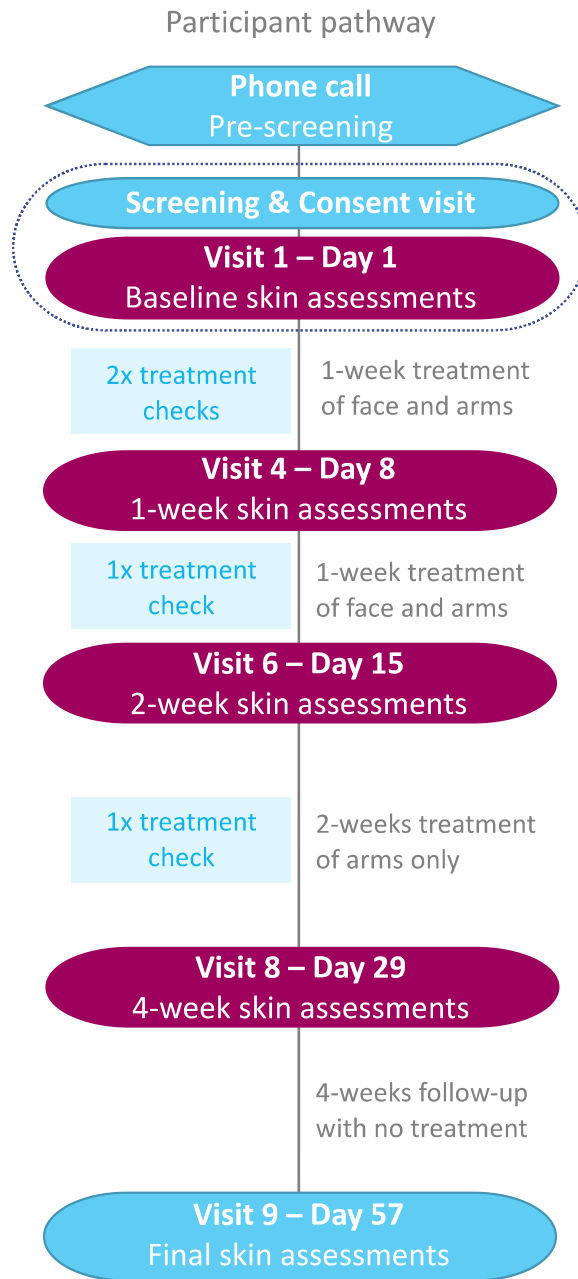 Participant pathway
Phone call
Pre-screening
Screening & Consent visit
Visit 1 – Day 1
Baseline skin assessments
2x treatment
checks
1-week treatment
of face and arms
Visit 4 – Day 8
1-week skin assessments
1x treatment
check
1-week treatment
of face and arms
Visit 6 – Day 15
2-week skin assessments
1x treatment
check
2-weeks treatment
of arms only
Visit 8 – Day 29
4-week skin assessments
4-weeks follow-up
with no treatment
Visit 9 – Day 57
Final skin assessments